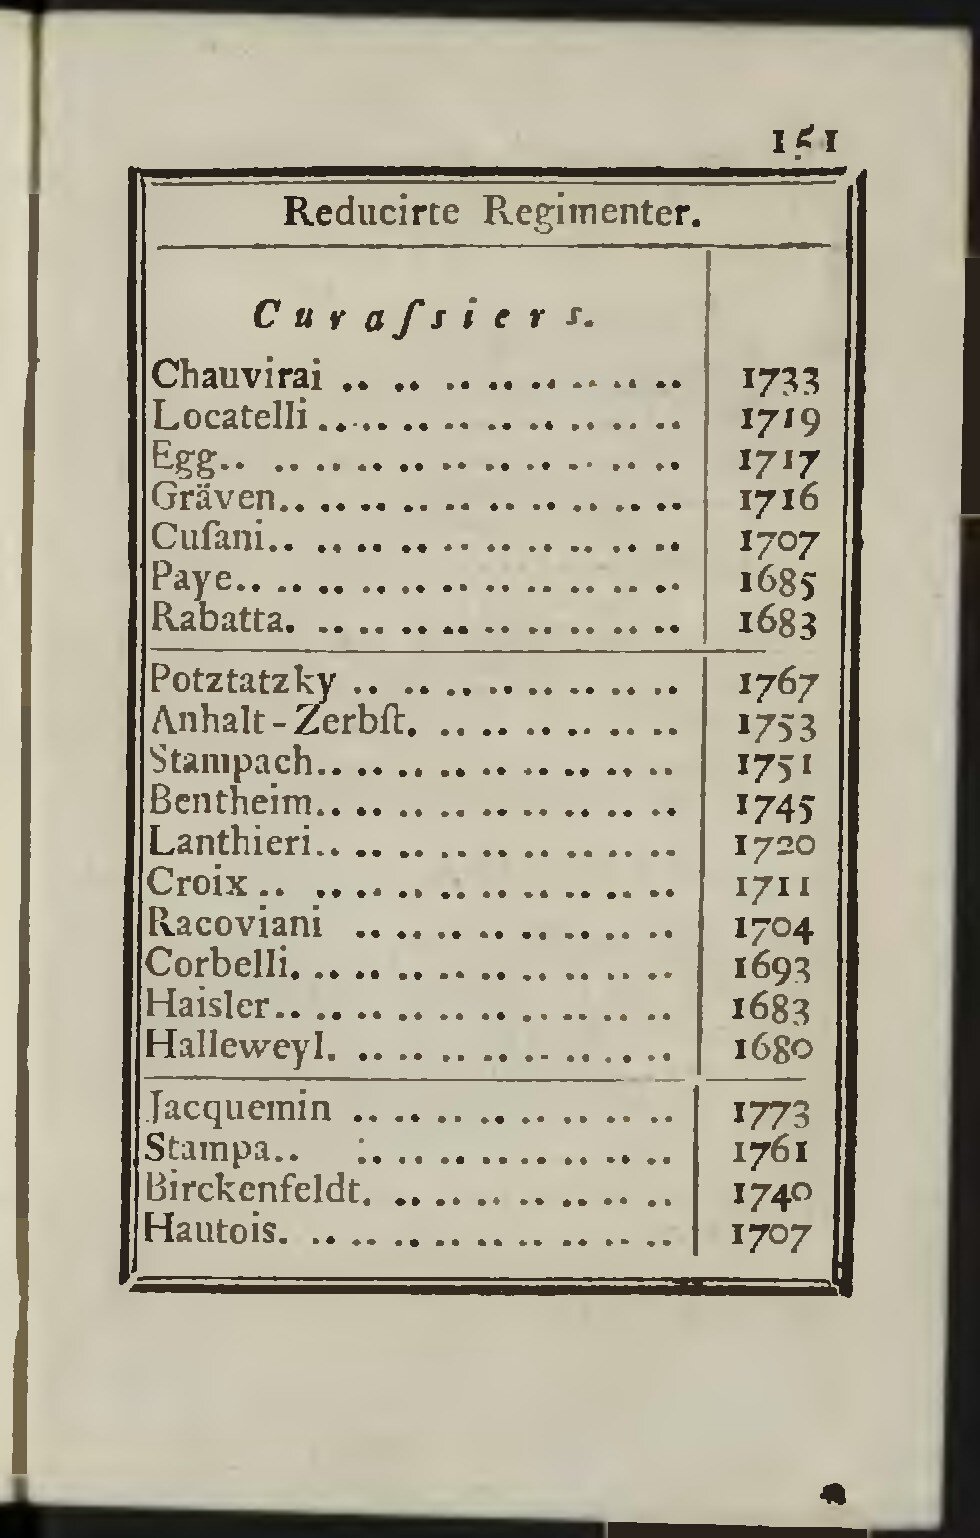 151
Reducirte Regimenter.
Curaſsiers.
Chauvirai .. .. .. .. .. .. .. .. 1733
Locatelli .. .. .. .. .. .. .. .. .. 1719
Egg.. .. .. .. .. .. .. .. .. .. .. 1717
Gräven.. .. .. .. .. .. .. .. .. .. 1716
Cuſani.. .. .. .. .. .. .. .. .. .. 1707
Paye.. .. .. .. .. .. .. .. .. .. .. 1685
Rabatta. .. .. .. .. .. .. .. .. .. 1683
Potztatzky .. .. .. .. .. .. .. .. 1767
Anhalt-Zerbſt. .. .. .. .. .. .. 1753
Stampach.. .. .. .. .. .. .. .. .. 1751
Bentheim.. .. .. .. .. .. .. .. .. 1745
Lanthieri.. .. .. .. .. .. .. .. .. 1720
Croix .. .. .. .. .. .. .. .. .. .. 1711
Racoviani .. .. .. .. .. .. .. .. 1704
Corbelli. .. .. .. .. .. .. .. .. .. 1693
Haisler.. .. .. .. .. .. .. .. .. .. 1683
Halleweyl. .. .. .. .. .. .. .. .. 1680
Jacquemin .. .. .. .. .. .. .. .. 1773
Stampa.. .. .. .. .. .. .. .. .. 1761
Birckenfeldt. .. .. .. .. .. .. .. 1740
Hautois. .. .. .. .. .. .. .. .. .. 1707